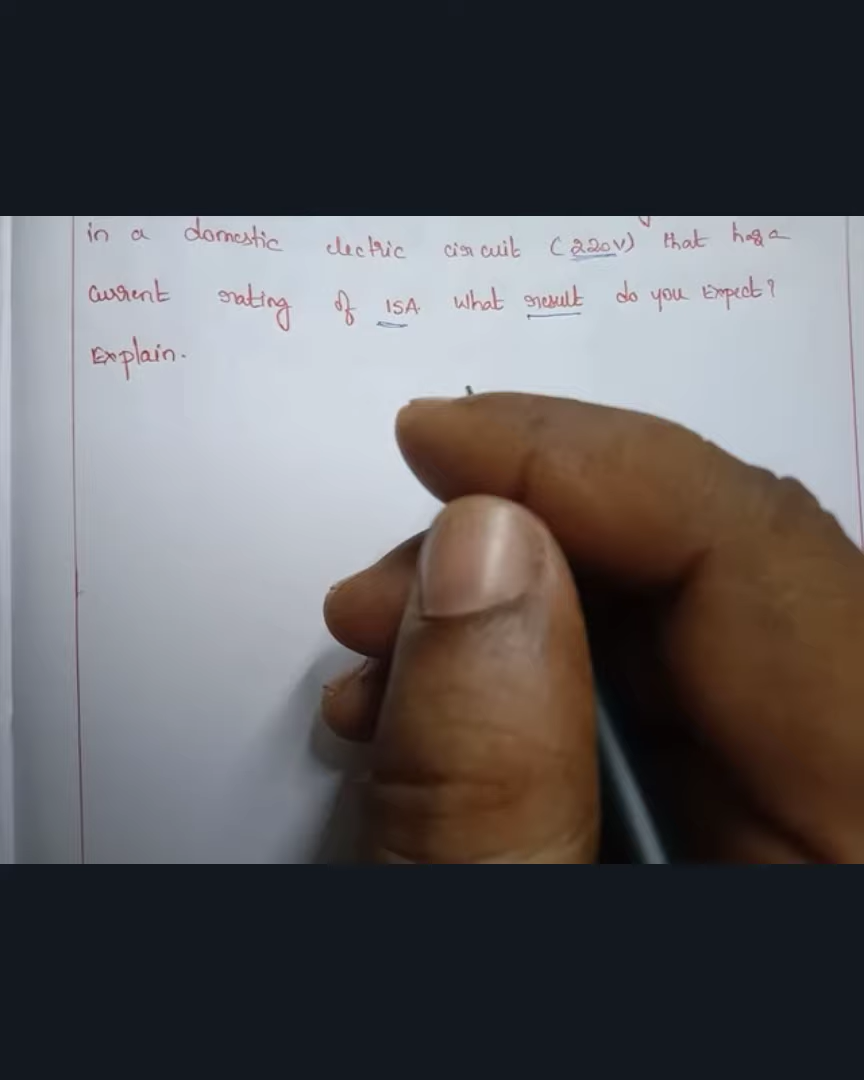 in a domestic electric circuit (220V) that has a
current rating of 15A. What result do you Expect?
Explain.